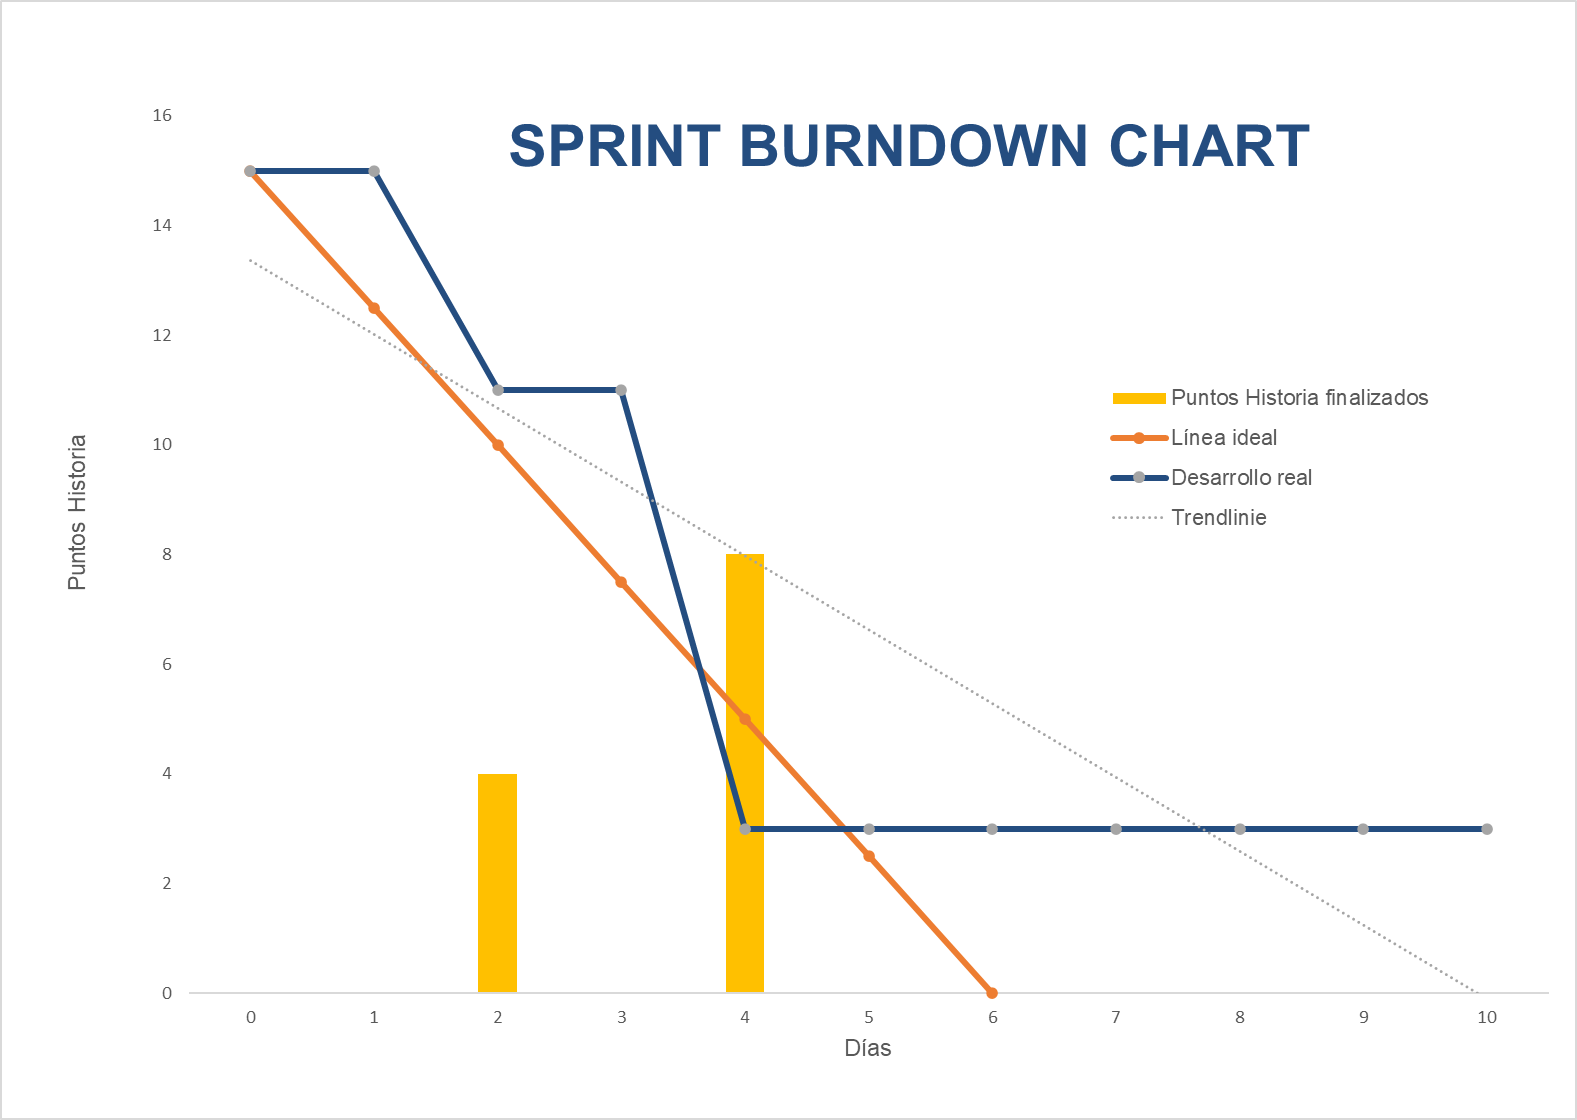 SPRINT BURNDOWN CHART
16
14
12
10
8
6
4
2
0
Puntos Historia
Puntos Historia finalizados
Línea ideal
Desarrollo real
Trendlinie
0 1 2 3 4 5 6 7 8 9 10
Días